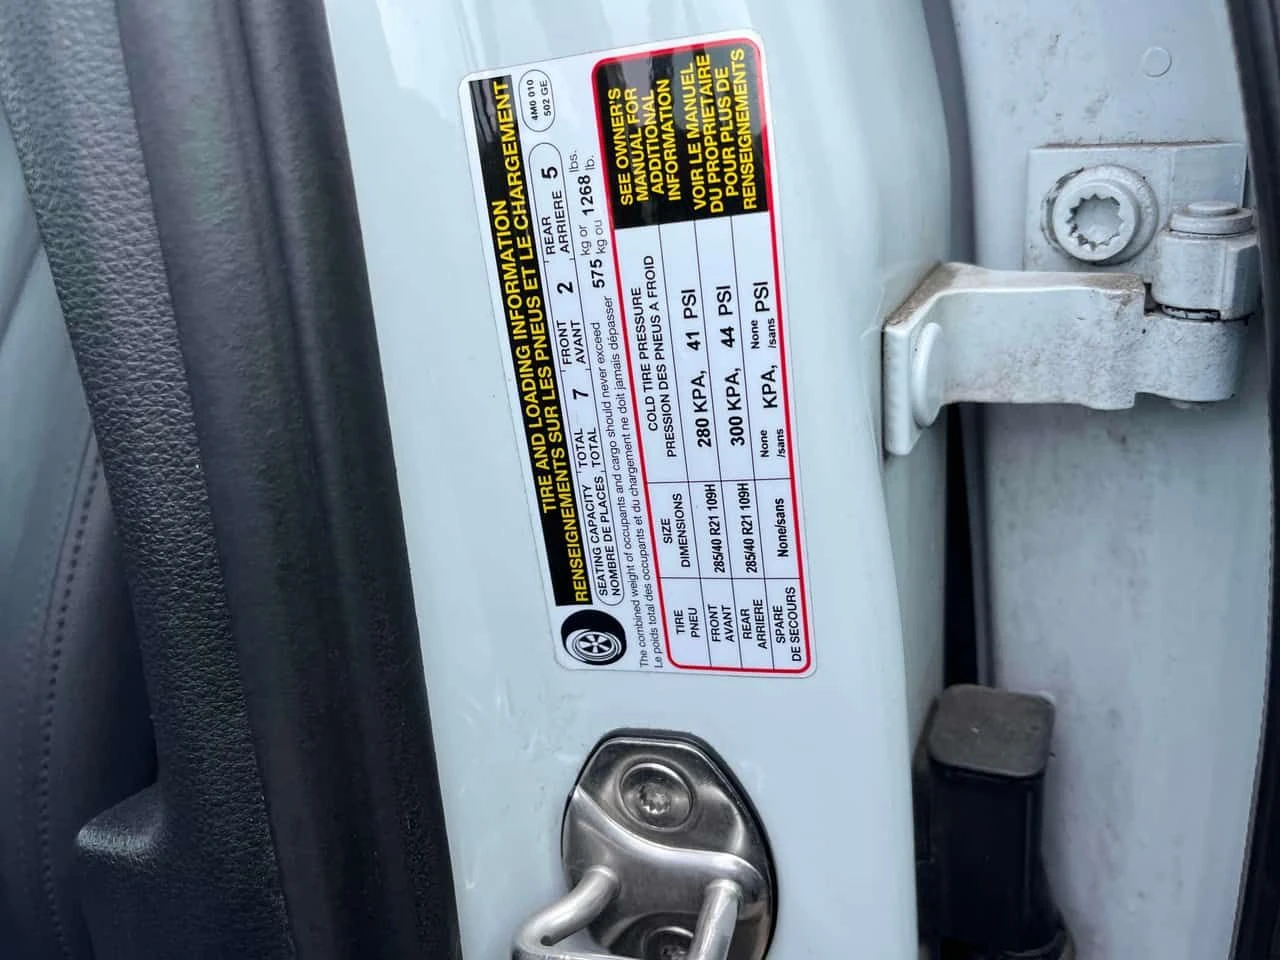 TIRE AND LOADING INFORMATION
RENSEIGNEMENTS SUR LES PNEUS ET LE CHARGEMENT
4M0 010
502 GE
SEATING CAPACITY TOTAL 7 FRONT 2 REAR 5
NOMBRE DE PLACES TOTAL AVANT ARRIERE
The combined weight of occupants and cargo should never exceed 575 kg or 1268 lbs.
Le poids total des occupants et du chargement ne doit jamais dépasser kg ou lb.
TIRE SIZE COLD TIRE PRESSURE
PNEU DIMENSIONS PRESSION DES PNEUS A FROID
FRONT
AVANT
285/40 R21 109H
280 KPA, 41 PSI
REAR
ARRIERE
285/40 R21 109H
300 KPA, 44 PSI
SPARE
DE SECOURS
None/sans
None
/sans
KPA,
None
/sans
PSI
SEE OWNER'S
MANUAL FOR
ADDITIONAL
INFORMATION
VOIR LE MANUEL
DU PROPRIETAIRE
POUR PLUS DE
RENSEIGNEMENTS